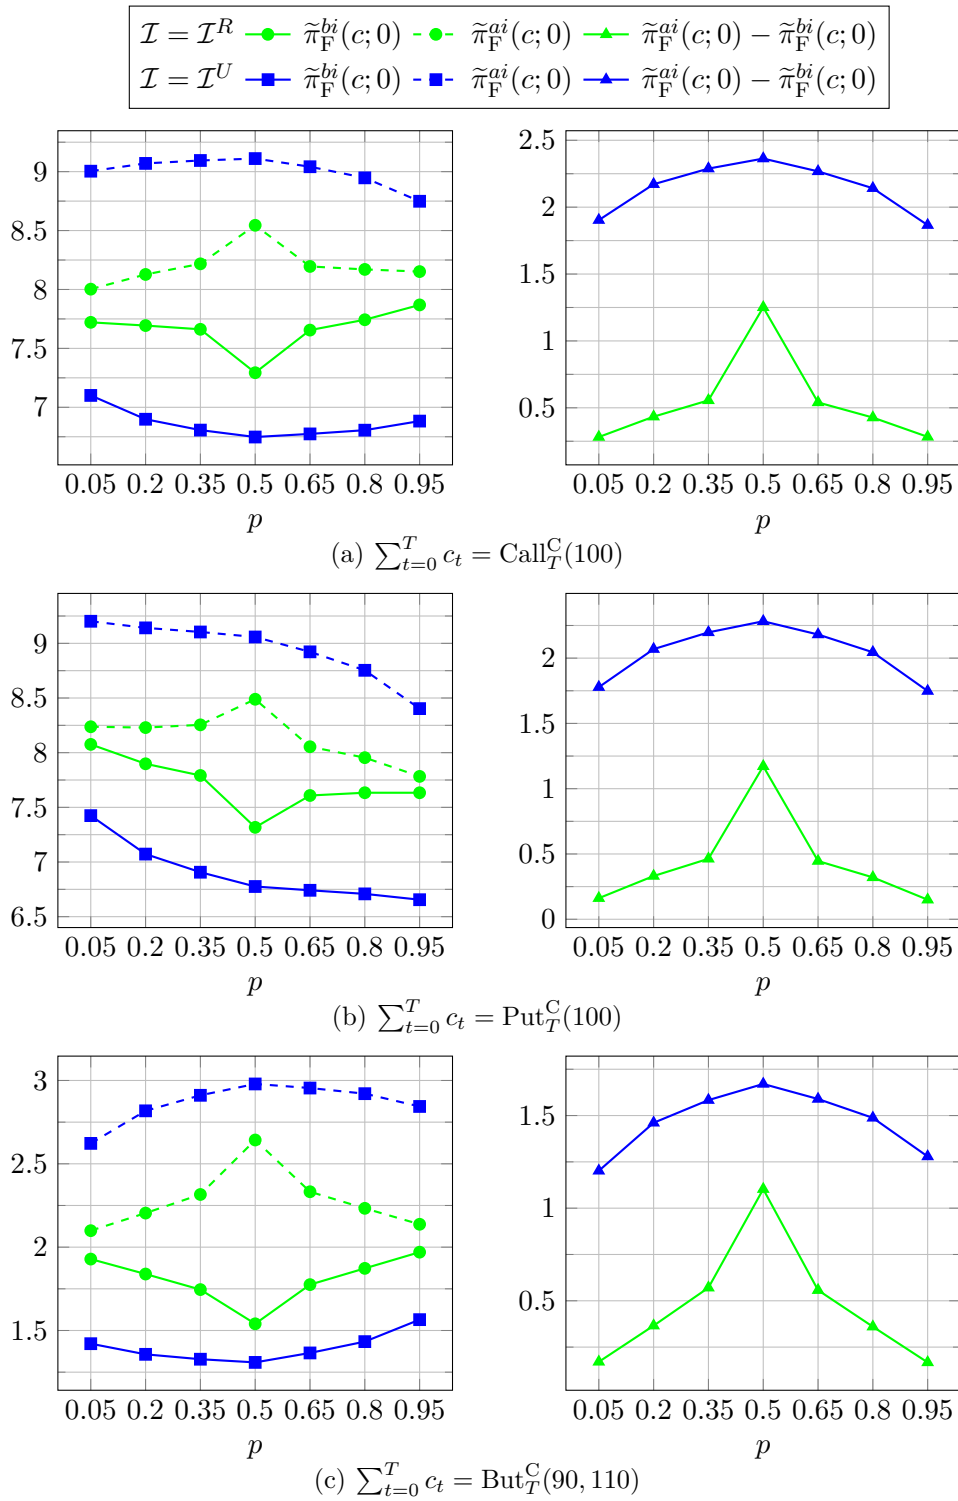 ℐ = ℐ^R π̃_F^{bi}(c; 0) π̃_F^{ai}(c; 0) π̃_F^{ai}(c; 0) − π̃_F^{bi}(c; 0)
ℐ = ℐ^U π̃_F^{bi}(c; 0) π̃_F^{ai}(c; 0) π̃_F^{ai}(c; 0) − π̃_F^{bi}(c; 0)
9
8.5
8
7.5
7
0.05 0.2 0.35 0.5 0.65 0.8 0.95
p
2.5
2
1.5
1
0.5
0.05 0.2 0.35 0.5 0.65 0.8 0.95
p
(a) ∑_{t=0}^T c_t = Call_T^C(100)
9
8.5
8
7.5
7
6.5
0.05 0.2 0.35 0.5 0.65 0.8 0.95
p
2
1.5
1
0.5
0
0.05 0.2 0.35 0.5 0.65 0.8 0.95
p
(b) ∑_{t=0}^T c_t = Put_T^C(100)
3
2.5
2
1.5
0.05 0.2 0.35 0.5 0.65 0.8 0.95
p
1.5
1
0.5
0.05 0.2 0.35 0.5 0.65 0.8 0.95
p
(c) ∑_{t=0}^T c_t = But_T^C(90, 110)